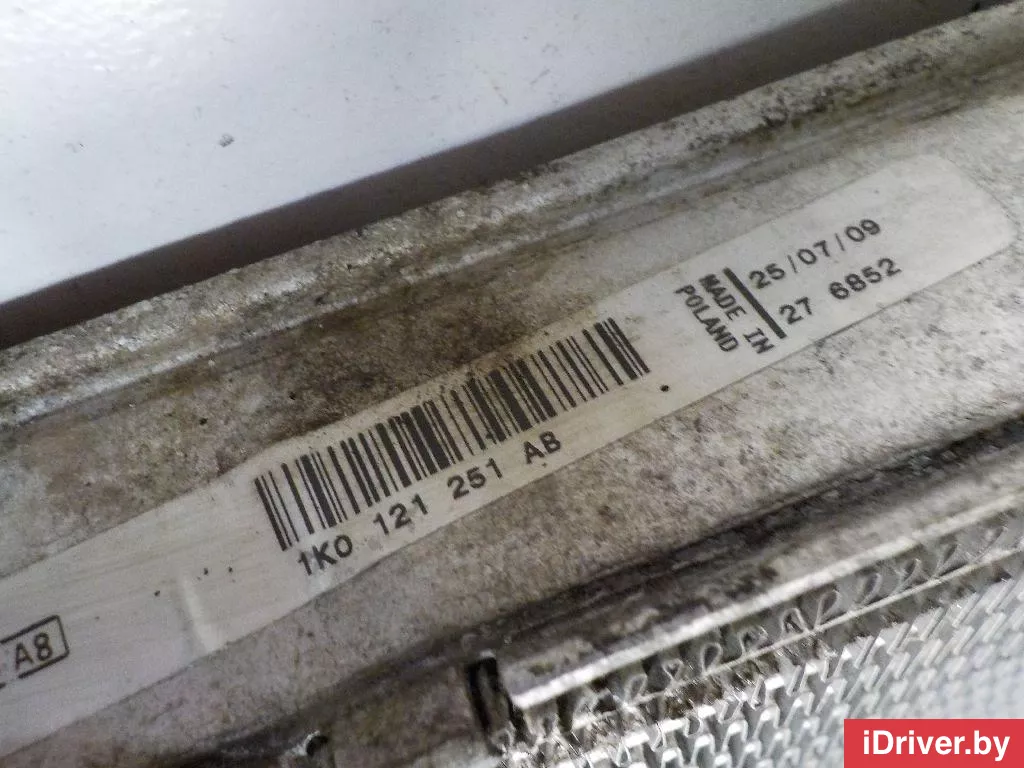 25/07/09
27 6852
MADE IN
POLAND
1K0 121 251 AB
A8
iDriver.by